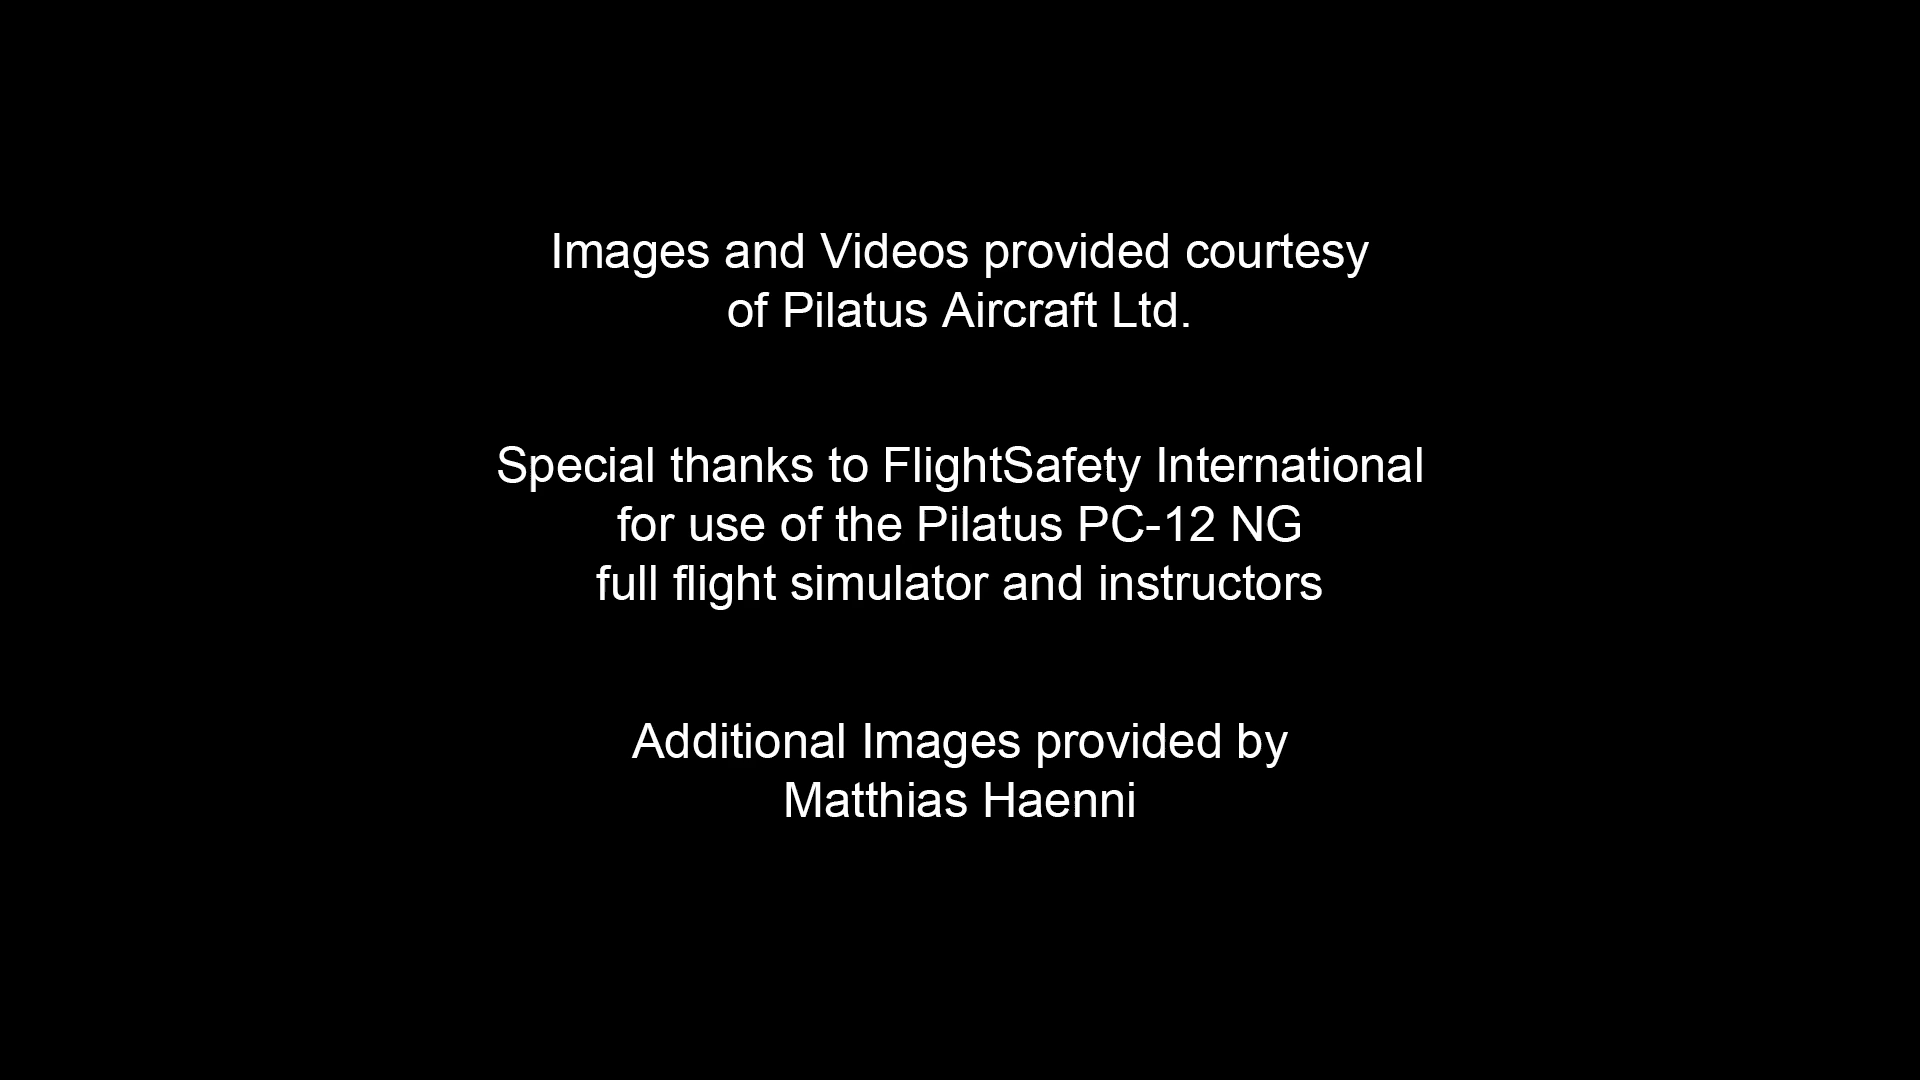 Images and Videos provided courtesy
of Pilatus Aircraft Ltd.
Special thanks to FlightSafety International
for use of the Pilatus PC-12 NG
full flight simulator and instructors
Additional Images provided by
Matthias Haenni